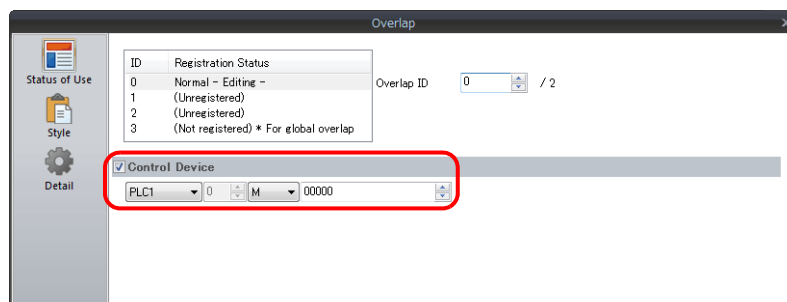 Overlap
Status of Use
Style
Detail
ID Registration Status
0 Normal - Editing -
1 (Unregistered)
2 (Unregistered)
3 (Not registered) * For global overlap
Overlap ID 0 / 2
Control Device
PLC1 0 M 00000